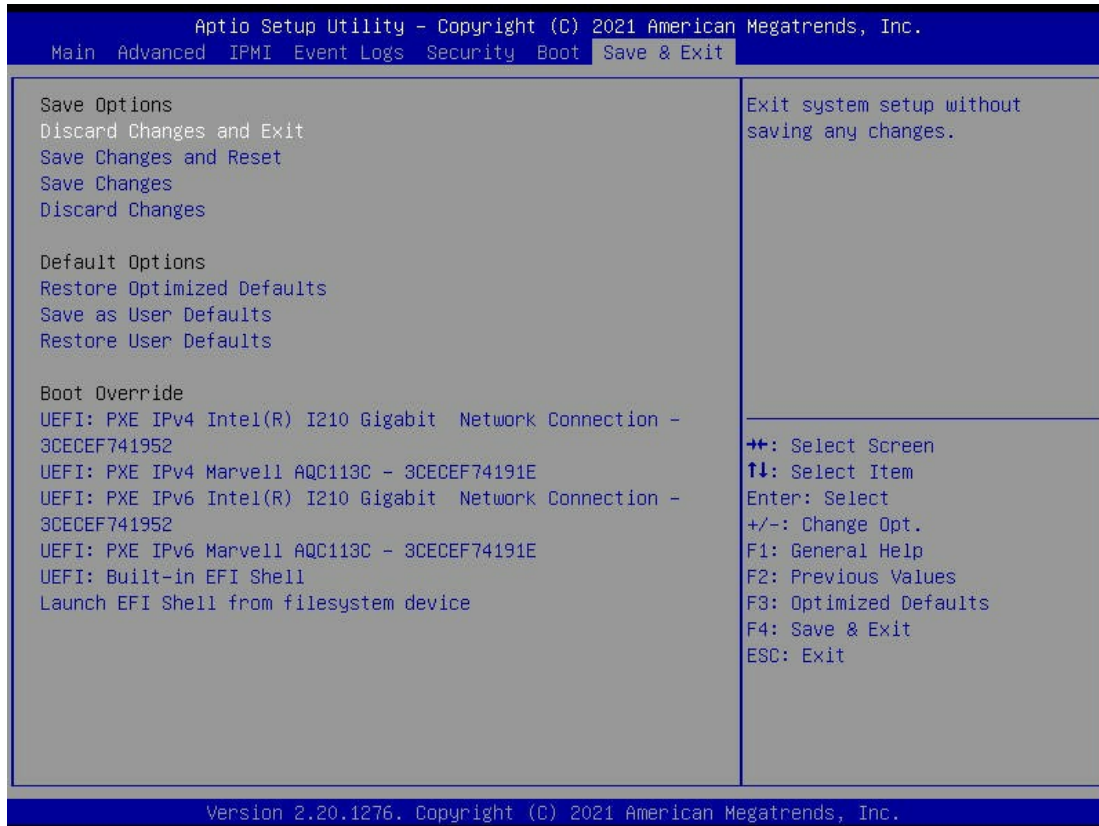 Aptio Setup Utility – Copyright (C) 2021 American Megatrends, Inc.
Main Advanced IPMI Event Logs Security Boot Save & Exit
Save Options
Discard Changes and Exit
Save Changes and Reset
Save Changes
Discard Changes
Default Options
Restore Optimized Defaults
Save as User Defaults
Restore User Defaults
Boot Override
UEFI: PXE IPv4 Intel(R) I210 Gigabit  Network Connection –
3CECEF741952
UEFI: PXE IPv4 Marvell AQC113C – 3CECEF74191E
UEFI: PXE IPv6 Intel(R) I210 Gigabit  Network Connection –
3CECEF741952
UEFI: PXE IPv6 Marvell AQC113C – 3CECEF74191E
UEFI: Built-in EFI Shell
Launch EFI Shell from filesystem device
Exit system setup without
saving any changes.
→←: Select Screen
↑↓: Select Item
Enter: Select
+/-: Change Opt.
F1: General Help
F2: Previous Values
F3: Optimized Defaults
F4: Save & Exit
ESC: Exit
Version 2.20.1276. Copyright (C) 2021 American Megatrends, Inc.